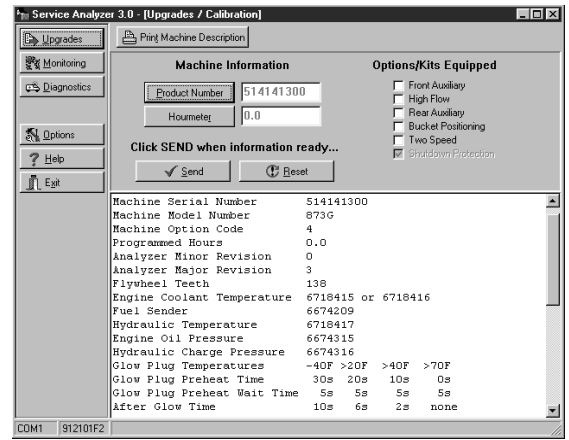 Service Analyzer 3.0 - [Upgrades / Calibration]
Upgrades
Monitoring
Diagnostics
Options
Help
Exit
Print Machine Description
Machine Information
Product Number 514141300
Hourmeter 0.0
Click SEND when information ready...
Send Reset
Options/Kits Equipped
Front Auxiliary
High Flow
Rear Auxiliary
Bucket Positioning
Two Speed
Shutdown Protection
Machine Serial Number 514141300
Machine Model Number 873G
Machine Option Code 4
Programmed Hours 0.0
Analyzer Minor Revision 0
Analyzer Major Revision 3
Flywheel Teeth 138
Engine Coolant Temperature 6718415 or 6718416
Fuel Sender 6674209
Hydraulic Temperature 6718417
Engine Oil Pressure 6674315
Hydraulic Charge Pressure 6674316
Glow Plug Temperatures -40F >20F >40F >70F
Glow Plug Preheat Time 30s 20s 10s 0s
Glow Plug Preheat Wait Time 5s 5s 5s 5s
After Glow Time 10s 6s 2s none
COM1 912101F2